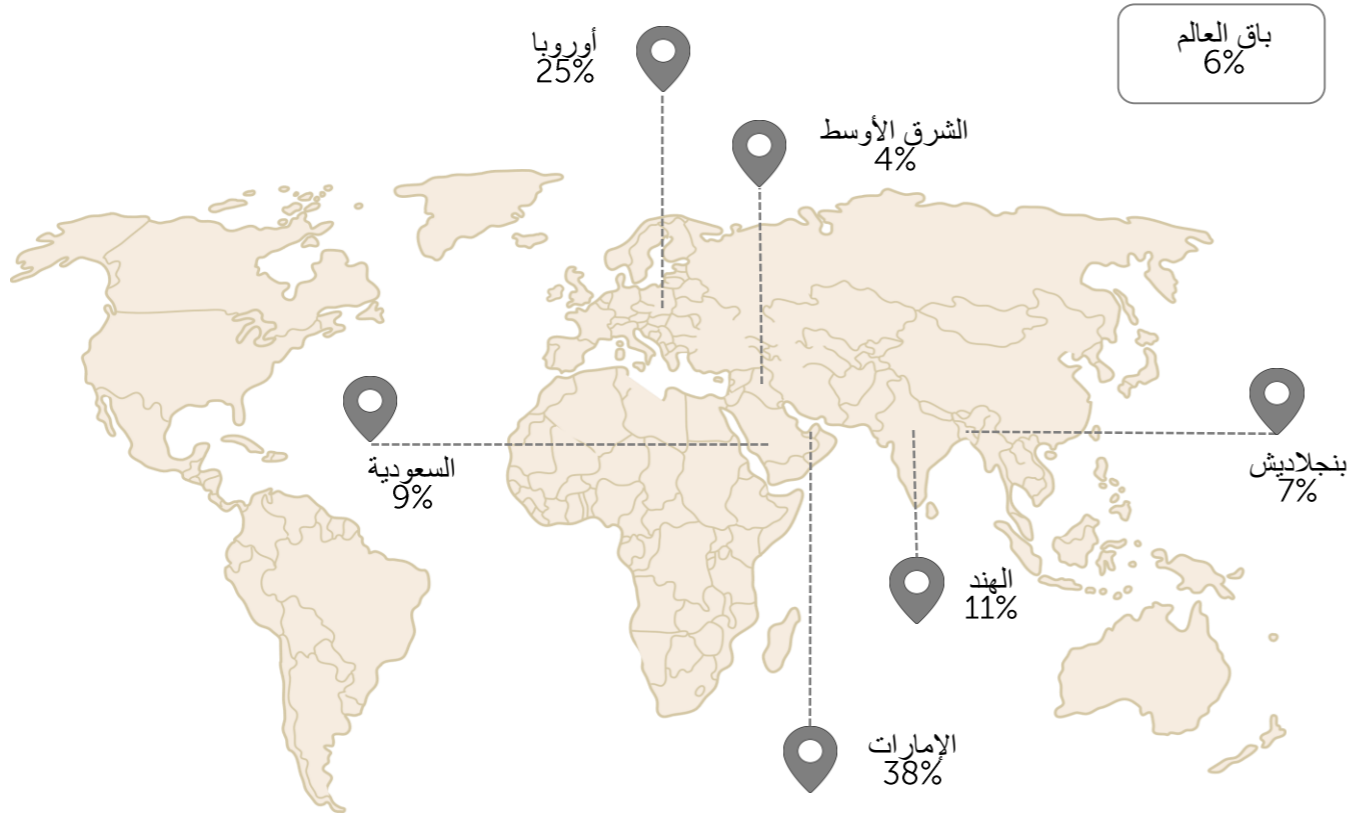 باق العالم
6%
أوروبا
25%
الشرق الأوسط
4%
السعودية
9%
بنجلاديش
7%
الهند
11%
الإمارات
38%